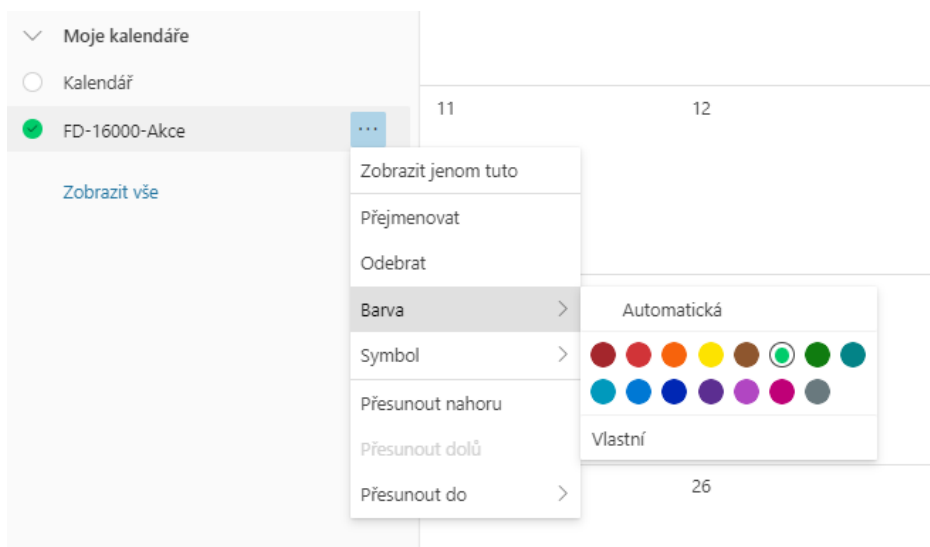 Moje kalendáře
Kalendář
FD-16000-Akce
...
Zobrazit vše
11
12
Zobrazit jenom tuto
Přejmenovat
Odebrat
Barva
Symbol
Přesunout nahoru
Přesunout dolů
Přesunout do
Automatická
Vlastní
26